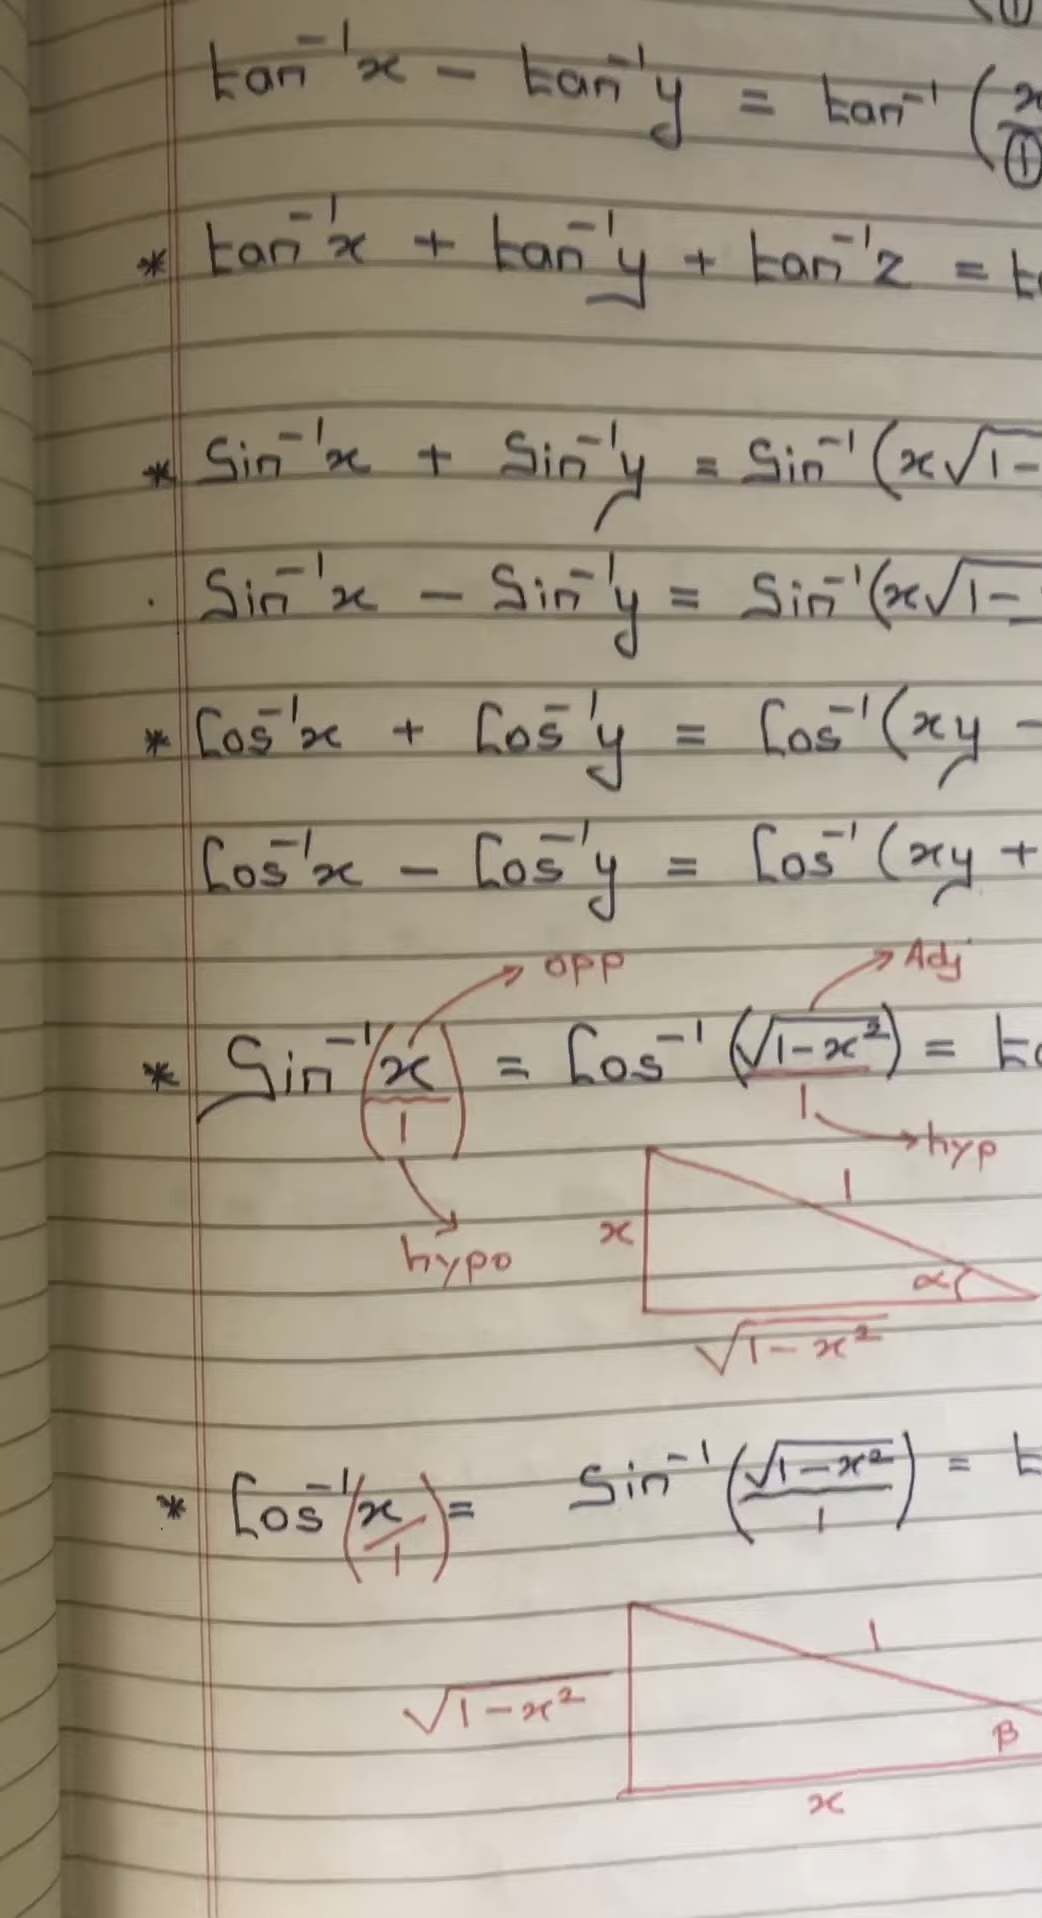 tan⁻¹x - tan⁻¹y = tan⁻¹ (
* tan⁻¹x + tan⁻¹y + tan⁻¹z =
* Sin⁻¹x + Sin⁻¹y = Sin⁻¹ (x√1-
. Sin⁻¹x - Sin⁻¹y = Sin⁻¹(x√1-
* Cos⁻¹x + Cos⁻¹y = Cos⁻¹ (xy -
Cos⁻¹x - Cos⁻¹y = Cos⁻¹ (xy +
opp Adj
* Sin⁻¹(x/1) = Cos⁻¹ (√1-x²/1) =
hyp
hypo
1
x
α
√1-x²
* Cos⁻¹(x/1) = Sin⁻¹ (√1-x²/1) =
1
√1-x²
β
x